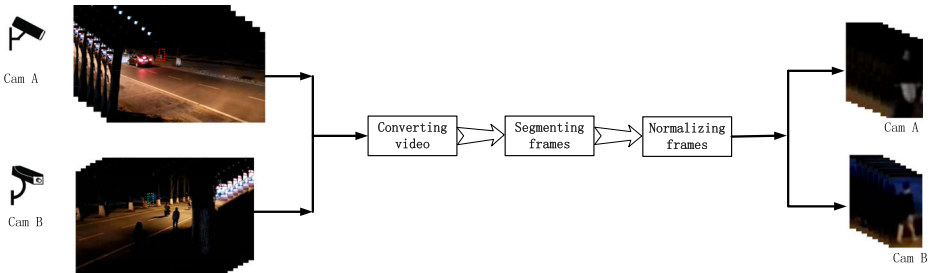 Cam A
Cam B
Converting
video
Segmenting
frames
Normalizing
frames
Cam A
Cam B